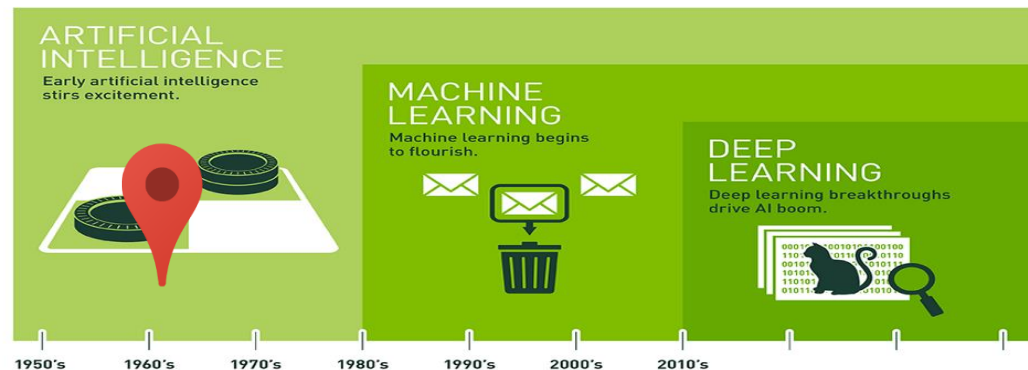 ARTIFICIAL
INTELLIGENCE
Early artificial intelligence
stirs excitement.
MACHINE
LEARNING
Machine learning begins
to flourish.
DEEP
LEARNING
Deep learning breakthroughs
drive AI boom.
1950's
1960's
1970's
1980's
1990's
2000's
2010's